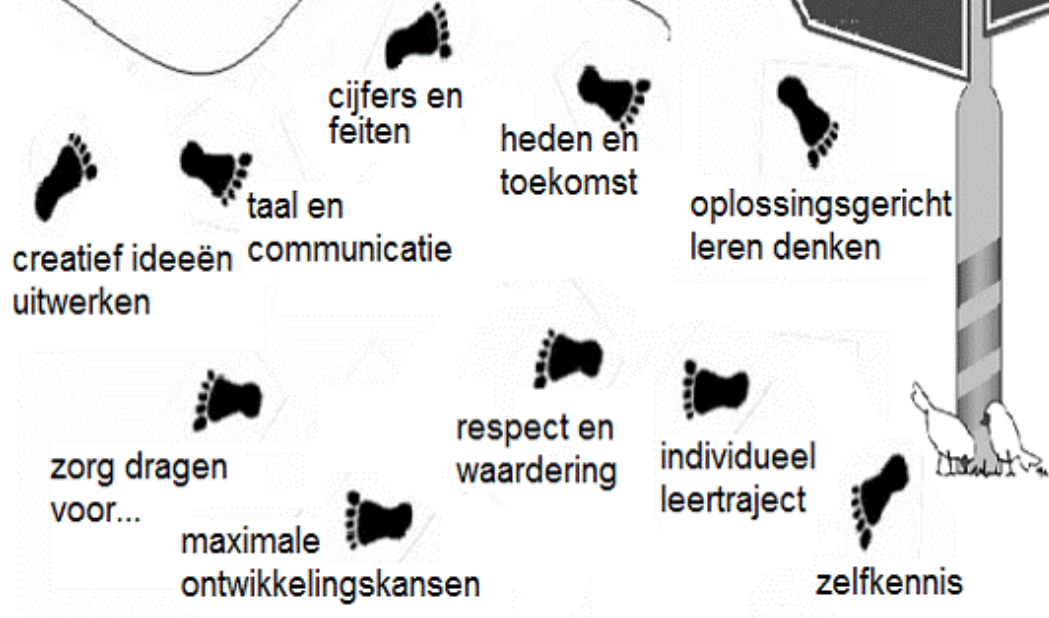 cijfers en
feiten
heden en
toekomst
oplossingsgericht
leren denken
taal en
communicatie
creatief ideeën
uitwerken
respect en
waardering
individueel
leertraject
zorg dragen
voor...
maximale
ontwikkelingskansen
zelfkennis